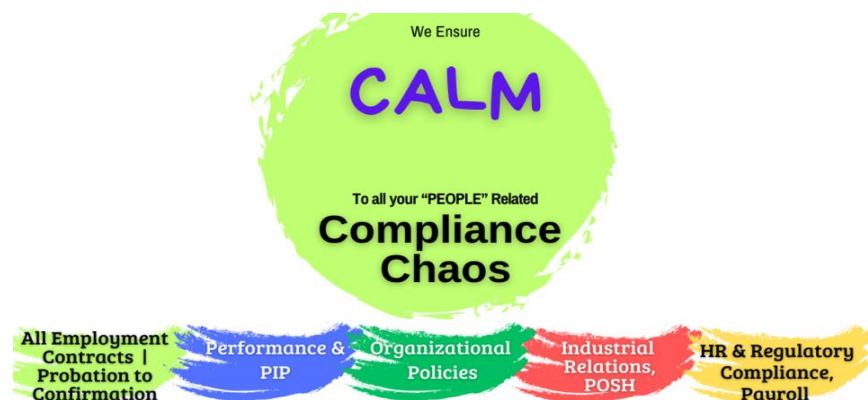 We Ensure
CALM
To all your “PEOPLE” Related
Compliance
Chaos
All Employment
Contracts |
Probation to
Confirmation
Performance &
PIP
Organizational
Policies
Industrial
Relations,
POSH
HR & Regulatory
Compliance,
Payroll